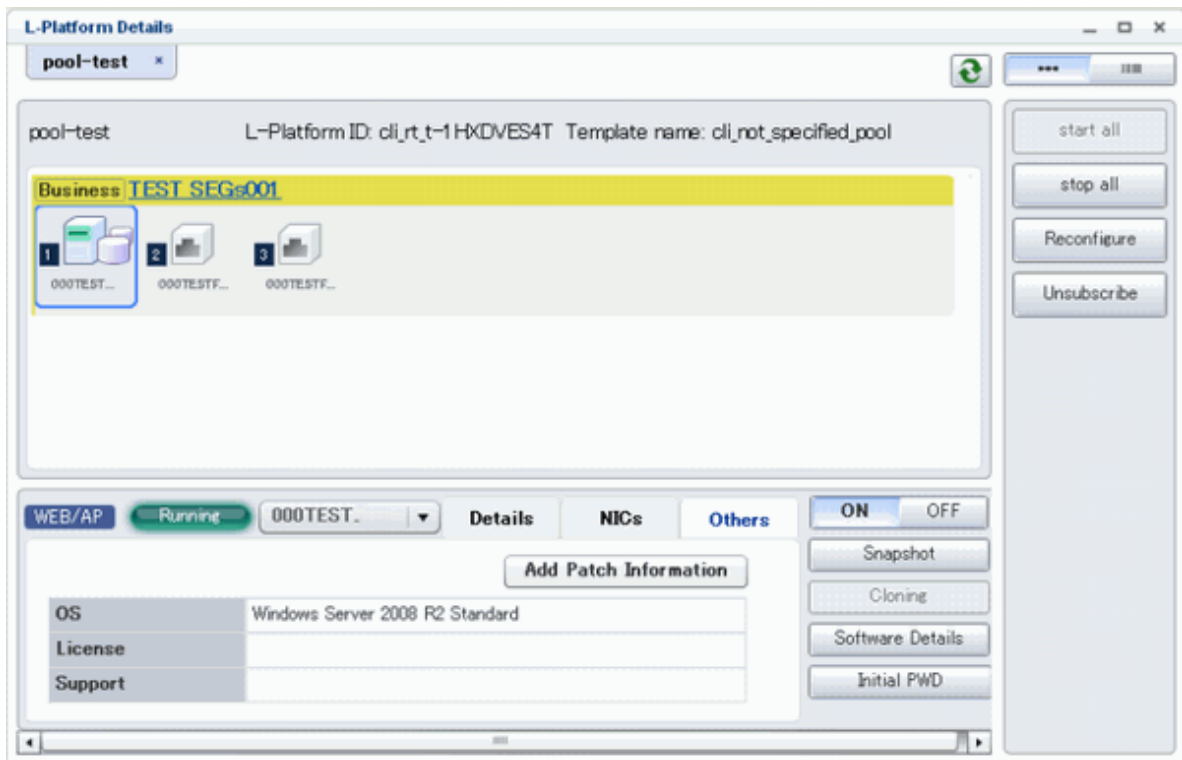 L-Platform Details
pool-test ×
pool-test L-Platform ID: cli_rt_t-1HXDVES4T Template name: cli_not_specified_pool
Business TEST SEGs001
1 2 3
000TEST... 000TESTF... 000TESTF...
start all
stop all
Reconfigure
Unsubscribe
WEB/AP Running 000TEST.. Details NICs Others
ON OFF
Add Patch Information
Snapshot
Cloning
Software Details
Initial PWD
OS Windows Server 2008 R2 Standard
License
Support